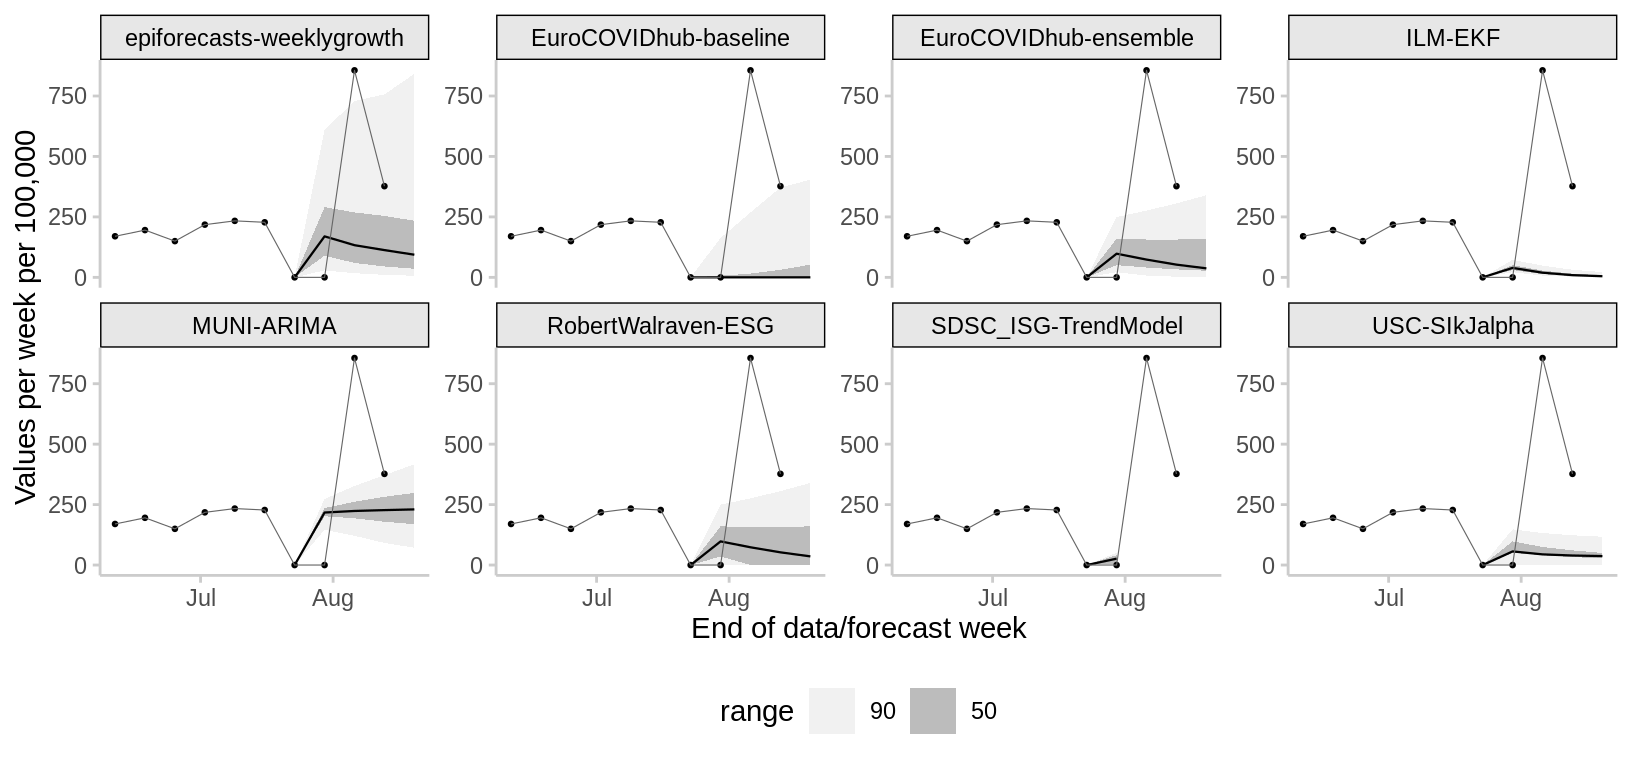 epiforecasts-weeklygrowth EuroCOVIDhub-baseline EuroCOVIDhub-ensemble ILM-EKF
750 750 750 750
500 500 500 500
250 250 250 250
0 0 0 0
Values per week per 100,000
MUNI-ARIMA RobertWalraven-ESG SDSC_ISG-TrendModel USC-SIkJalpha
750 750 750 750
500 500 500 500
250 250 250 250
0 0 0 0
Jul Aug Jul Aug Jul Aug Jul Aug
End of data/forecast week
range 90 50